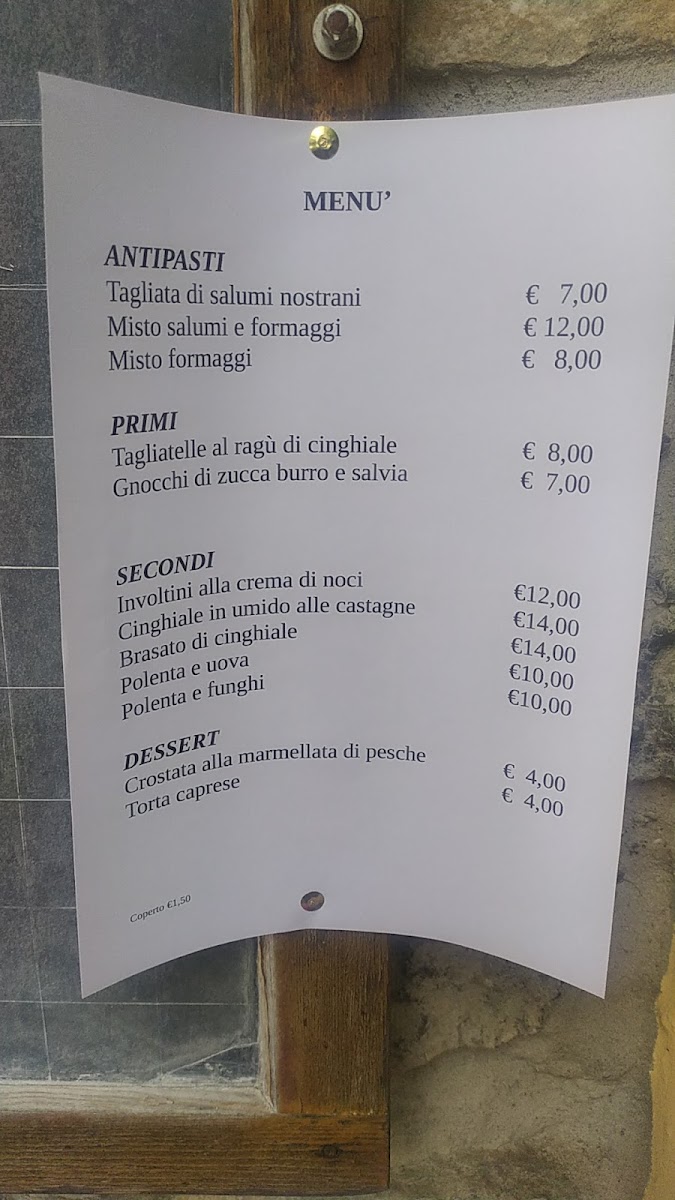 MENU'
ANTIPASTI
Tagliata di salumi nostrani € 7,00
Misto salumi e formaggi € 12,00
Misto formaggi € 8,00
PRIMI
Tagliatelle al ragù di cinghiale € 8,00
Gnocchi di zucca burro e salvia € 7,00
SECONDI
Involtini alla crema di noci €12,00
Cinghiale in umido alle castagne €14,00
Brasato di cinghiale €14,00
Polenta e uova €10,00
Polenta e funghi €10,00
DESSERT
Crostata alla marmellata di pesche € 4,00
Torta caprese € 4,00
Coperto €1,50